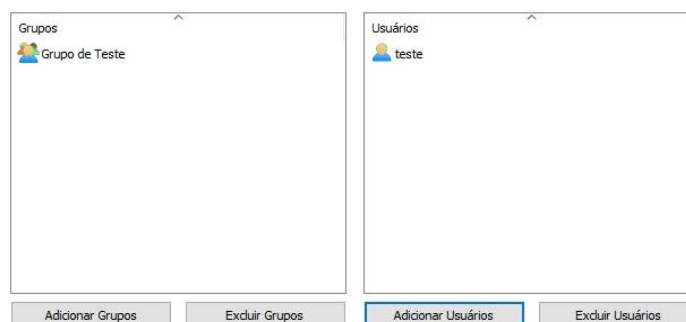 Grupos
Grupo de Teste
Usuários
teste
Adicionar Grupos
Excluir Grupos
Adicionar Usuários
Excluir Usuários